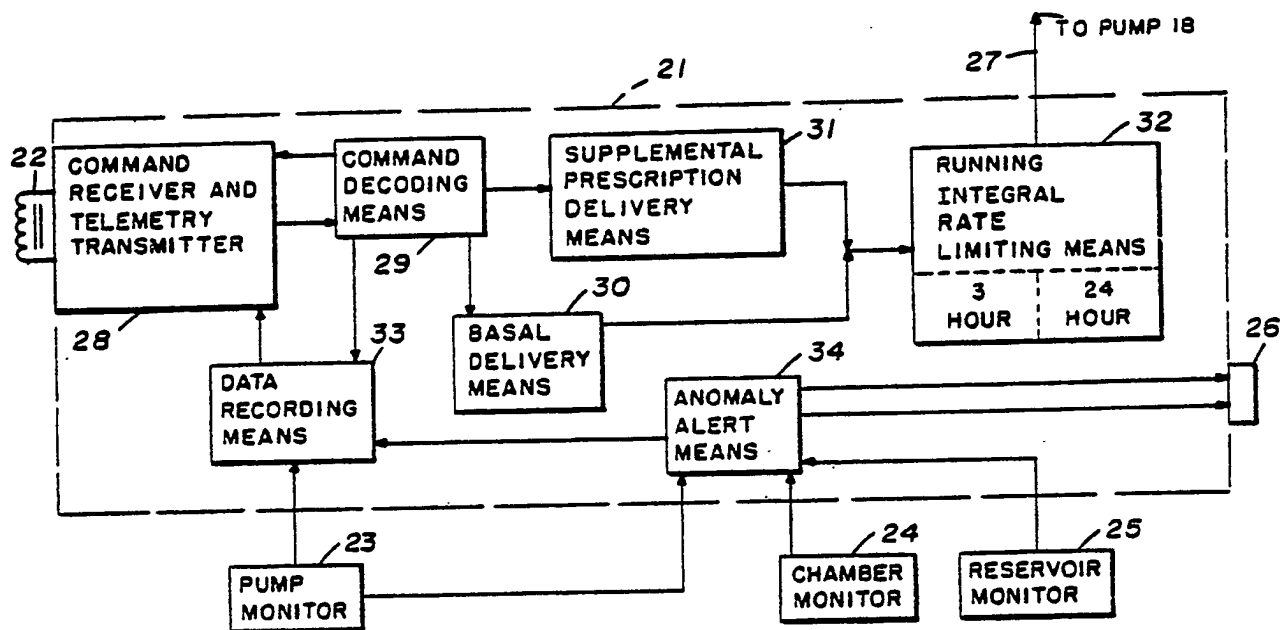 TO PUMP 18
27
21
22
COMMAND
RECEIVER AND
TELEMETRY
TRANSMITTER
28
COMMAND
DECODING
MEANS
29
SUPPLEMENTAL
PRESCRIPTION
DELIVERY
MEANS
31
32
RUNNING
INTEGRAL
RATE
LIMITING MEANS
3
HOUR
24
HOUR
30
BASAL
DELIVERY
MEANS
33
DATA
RECORDING
MEANS
34
ANOMALY
ALERT
MEANS
26
23
PUMP
MONITOR
24
CHAMBER
MONITOR
25
RESERVOIR
MONITOR